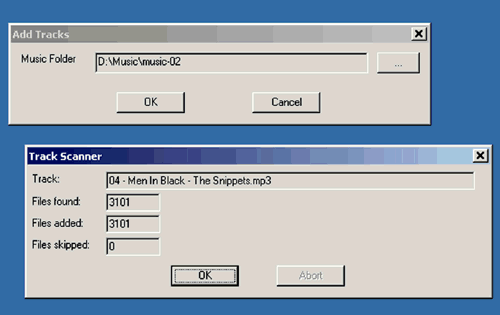 Add Tracks
Music Folder D:\Music\music-02 ...
OK Cancel
Track Scanner
Track: 04 - Men In Black - The Snippets.mp3
Files found: 3101
Files added: 3101
Files skipped: 0
OK Abort